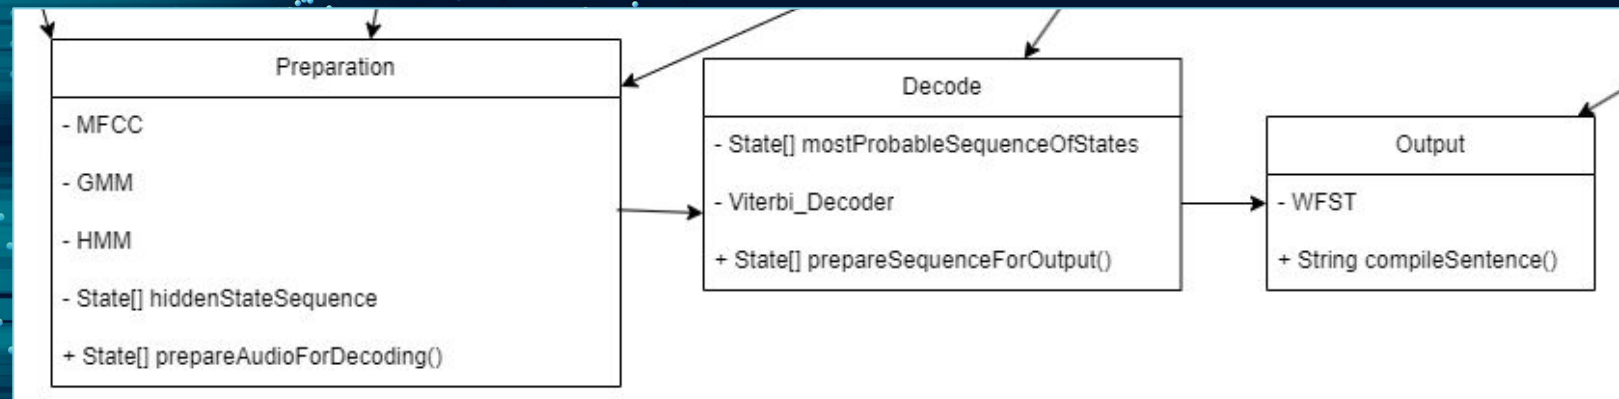 Preparation
- MFCC
- GMM
- HMM
- State[] hiddenStateSequence
+ State[] prepareAudioForDecoding()
Decode
- State[] mostProbableSequenceOfStates
- Viterbi_Decoder
+ State[] prepareSequenceForOutput()
Output
- WFST
+ String compileSentence()